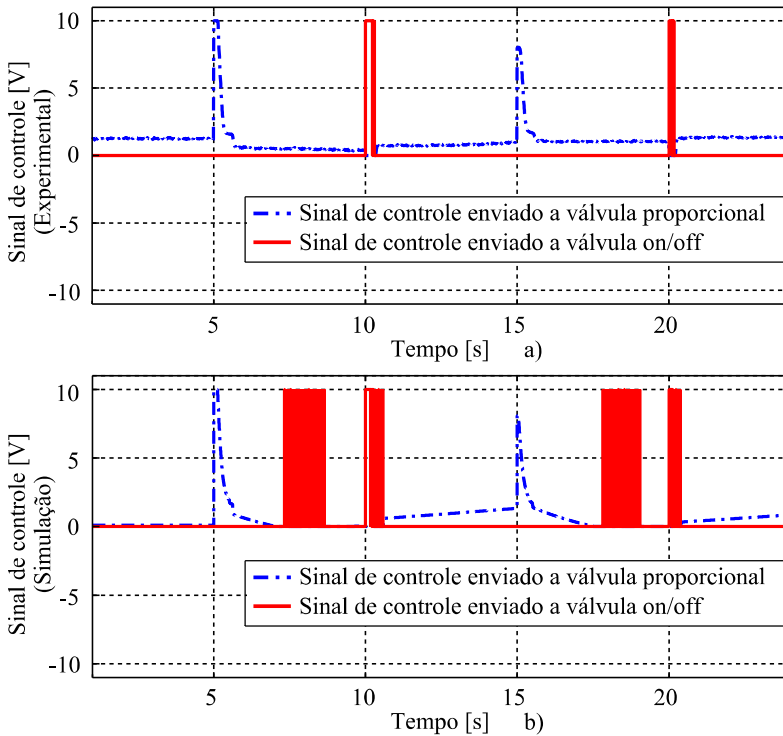 Sinal de controle [V]
(Experimental)
10
5
0
-5
-10
Sinal de controle enviado a válvula proporcional
Sinal de controle enviado a válvula on/off
5
10
15
20
Tempo [s]
a)
Sinal de controle [V]
(Simulação)
10
5
0
-5
-10
Sinal de controle enviado a válvula proporcional
Sinal de controle enviado a válvula on/off
5
10
15
20
Tempo [s]
b)